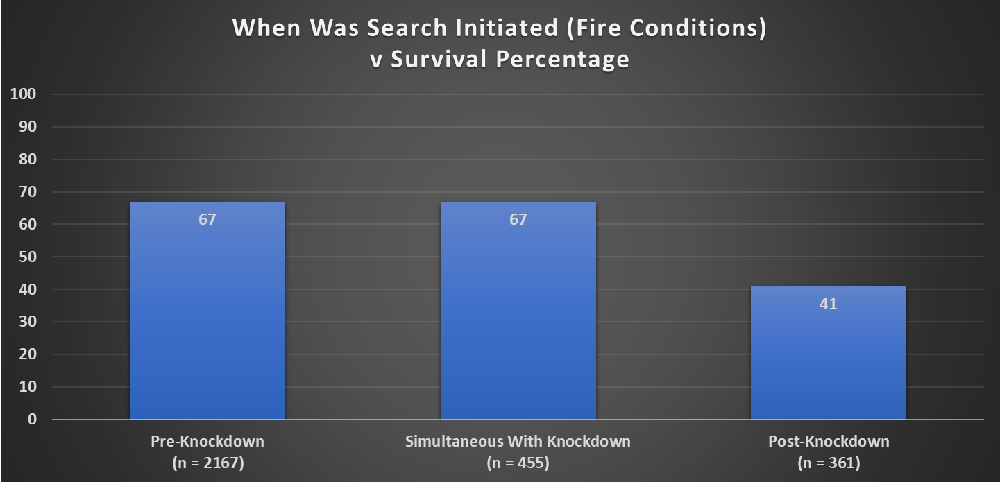 When Was Search Initiated (Fire Conditions)
v Survival Percentage
100
90
80
70
60
50
40
30
20
10
0
67
67
41
Pre-Knockdown
(n = 2167)
Simultaneous With Knockdown
(n = 455)
Post-Knockdown
(n = 361)